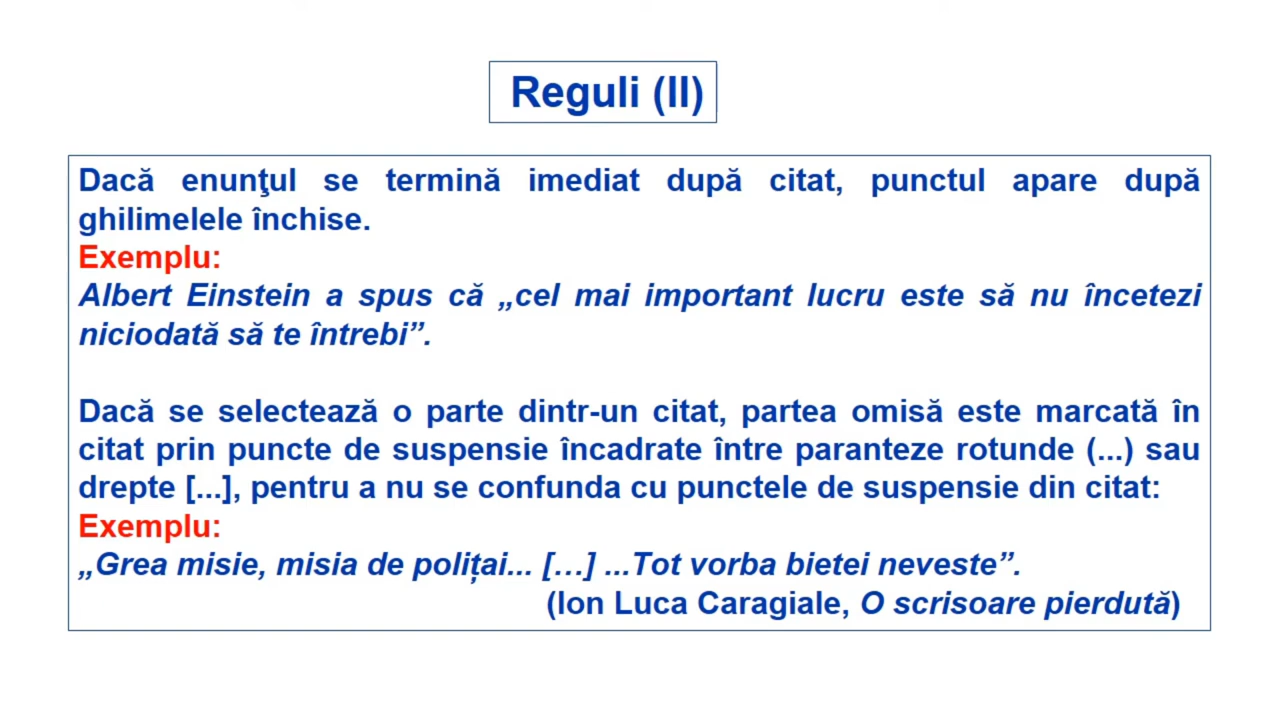 Reguli (II)
Dacă enunţul se termină imediat după citat, punctul apare după
ghilimelele închise.
Exemplu:
Albert Einstein a spus că „cel mai important lucru este să nu încetezi
niciodată să te întrebi”.
Dacă se selectează o parte dintr-un citat, partea omisă este marcată în
citat prin puncte de suspensie încadrate între paranteze rotunde (...) sau
drepte [...], pentru a nu se confunda cu punctele de suspensie din citat:
Exemplu:
„Grea misie, misia de polițai... […] ...Tot vorba bietei neveste”.
(Ion Luca Caragiale, O scrisoare pierdută)